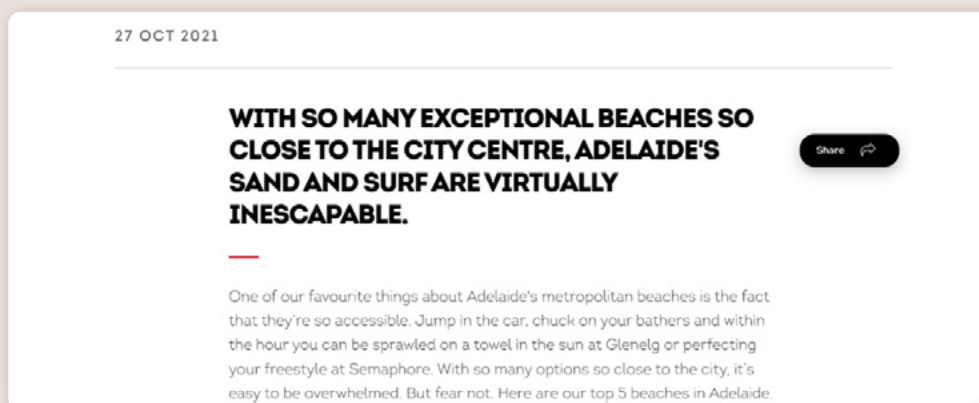 27 OCT 2021
WITH SO MANY EXCEPTIONAL BEACHES SO
CLOSE TO THE CITY CENTRE, ADELAIDE'S
SAND AND SURF ARE VIRTUALLY
INESCAPABLE.
Share
One of our favourite things about Adelaide's metropolitan beaches is the fact
that they're so accessible. Jump in the car, chuck on your bathers and within
the hour you can be sprawled on a towel in the sun at Glenelg or perfecting
your freestyle at Semaphore. With so many options so close to the city, it's
easy to be overwhelmed. But fear not. Here are our top 5 beaches in Adelaide.